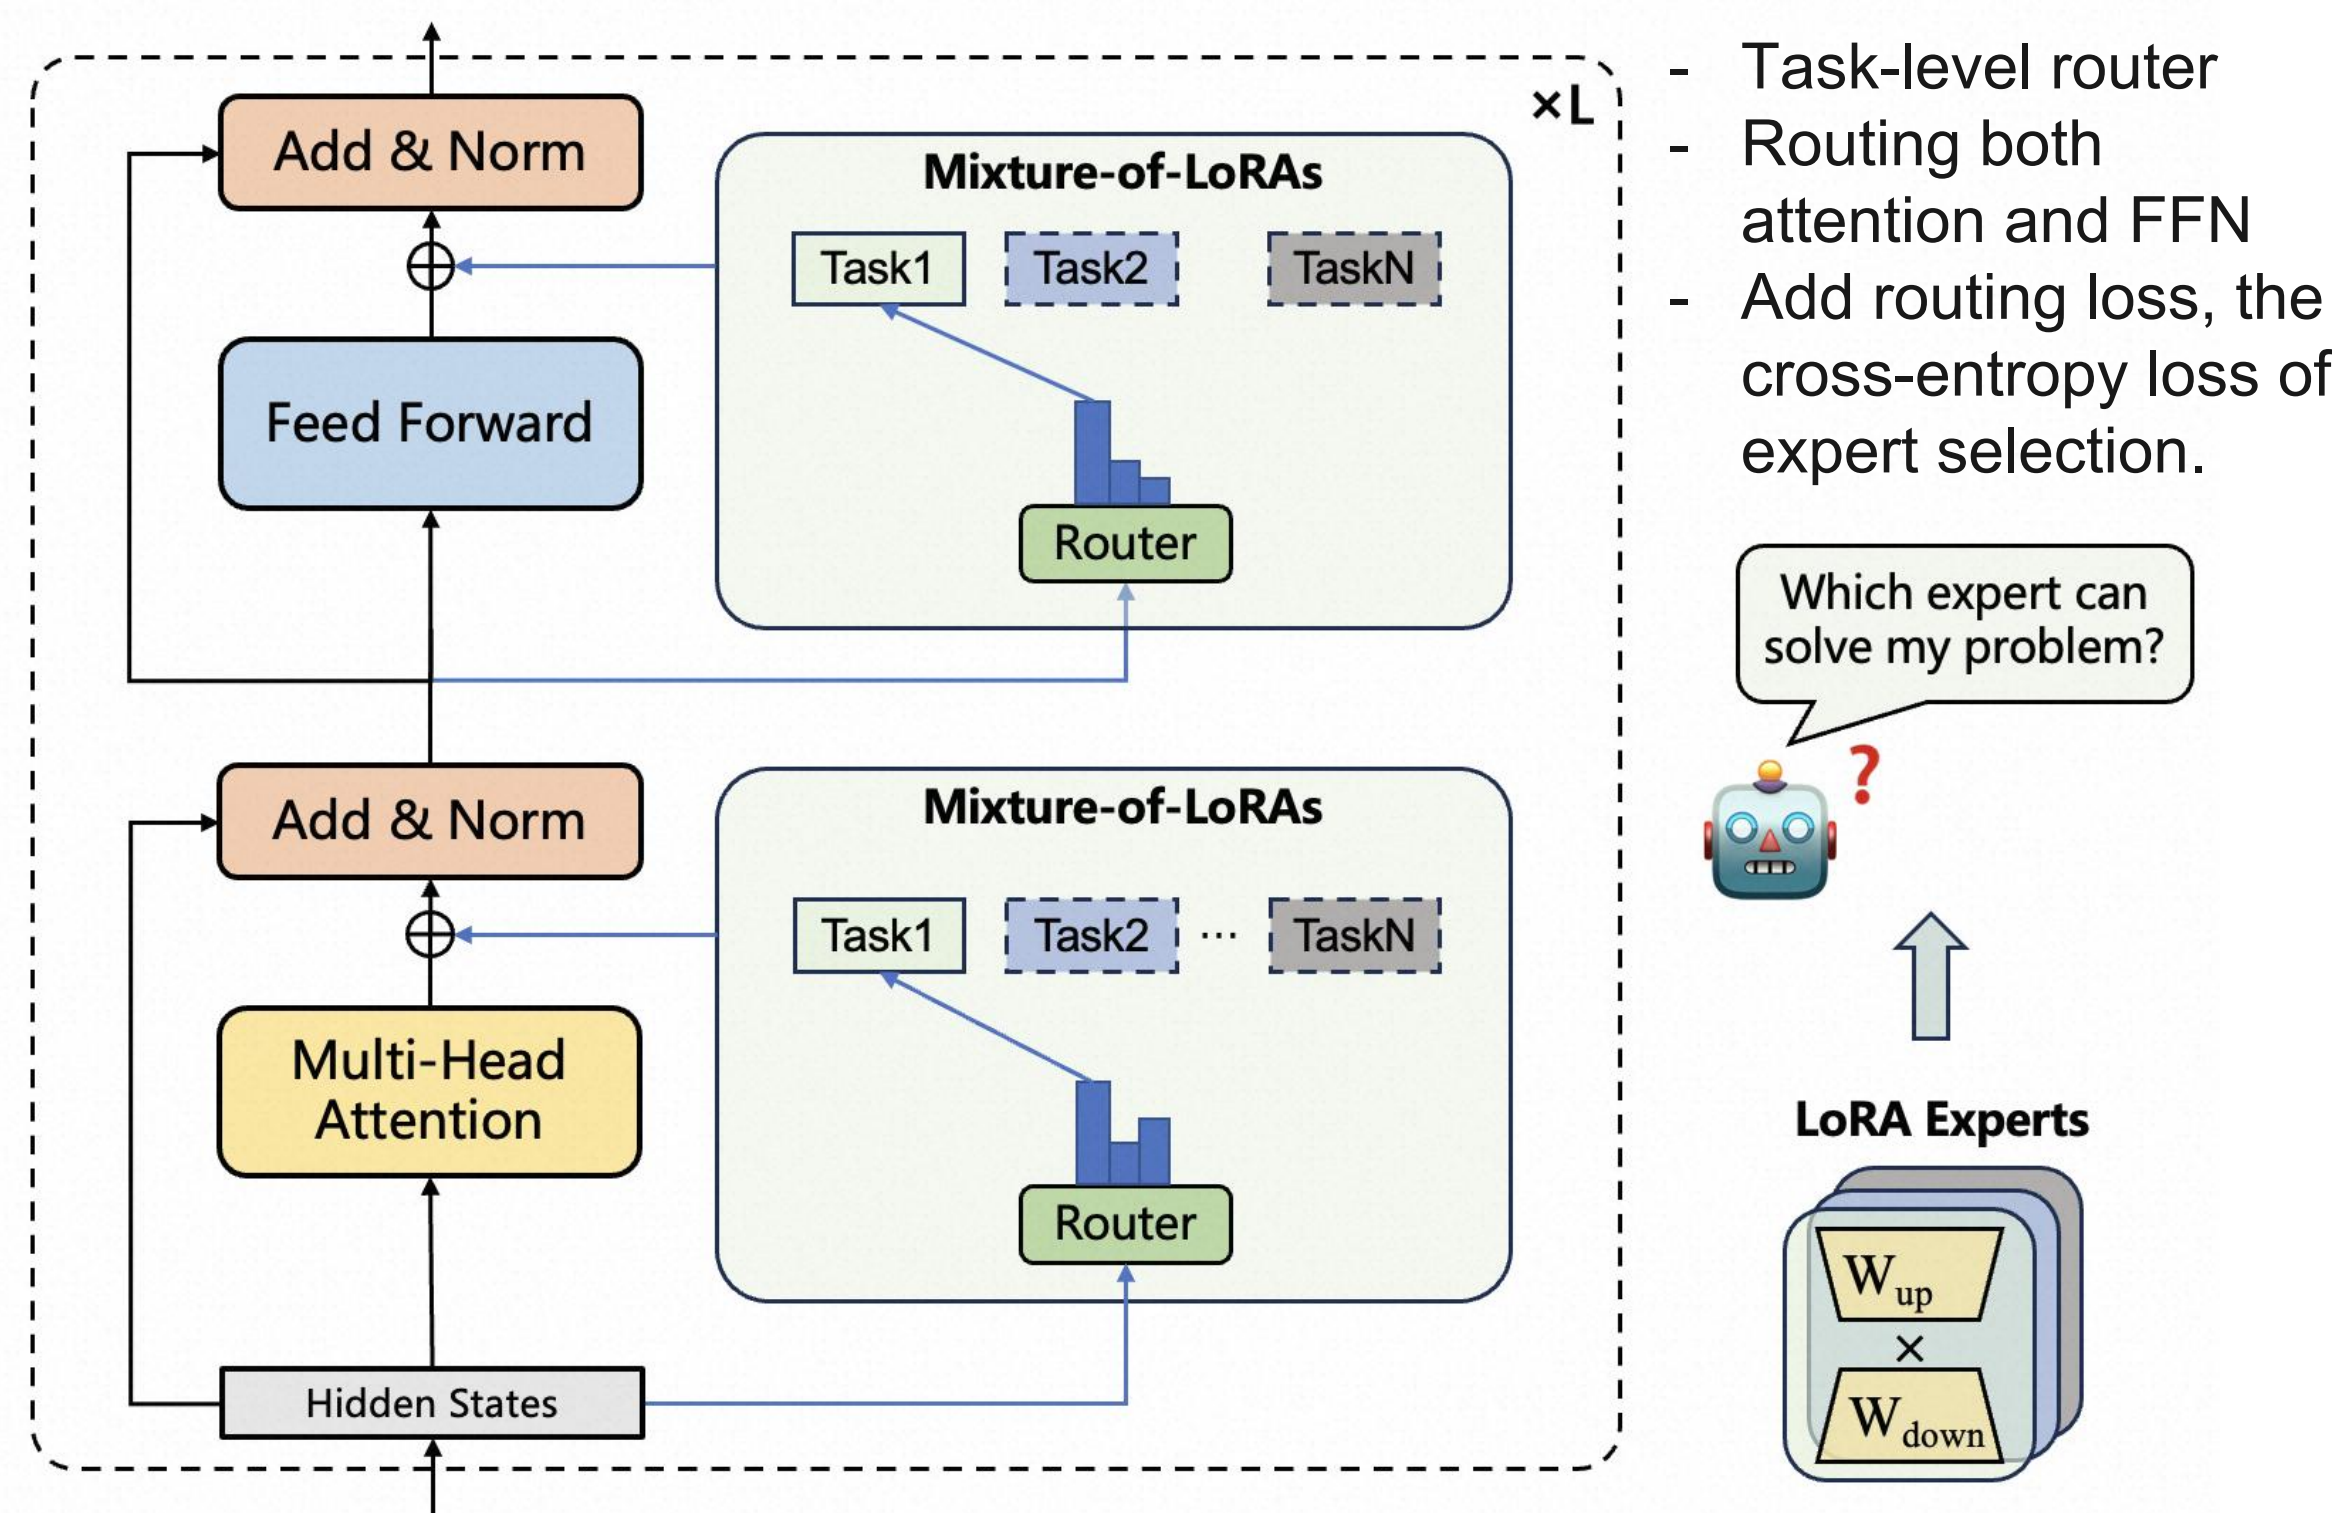 ×L
Add & Norm
Mixture-of-LoRAs
Task1
Task2
TaskN
Feed Forward
Router
Add & Norm
Mixture-of-LoRAs
Task1
Task2
...
TaskN
Multi-Head
Attention
Router
Hidden States
- Task-level router
- Routing both
attention and FFN
- Add routing loss, the
cross-entropy loss of
expert selection.
Which expert can
solve my problem?
?
LoRA Experts
Wup
×
Wdown